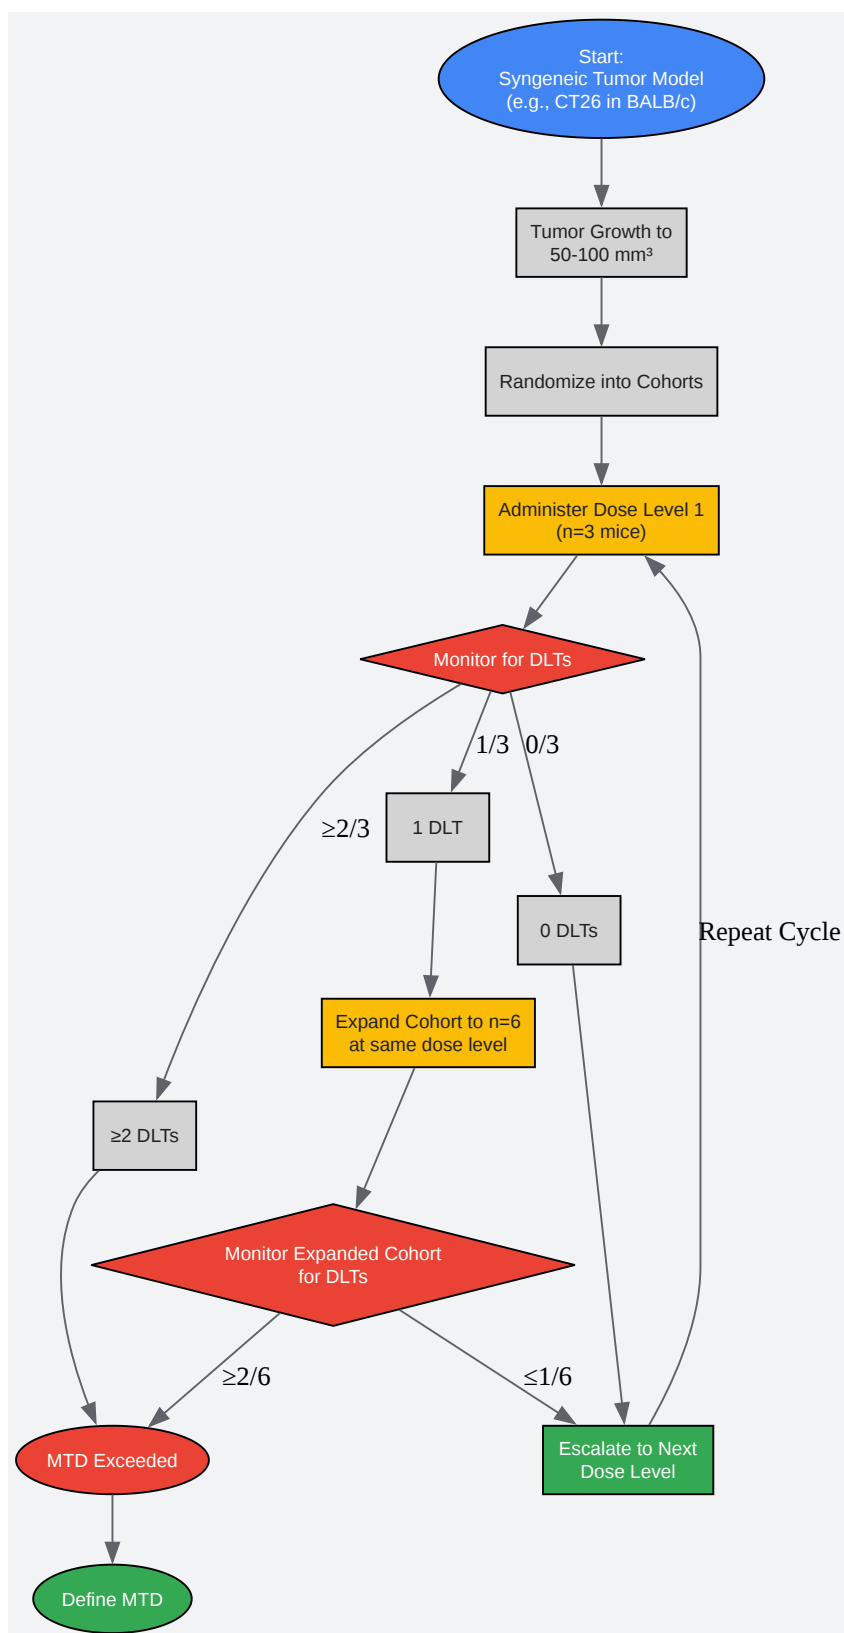 Start:
Syngeneic Tumor Model
(e.g., CT26 in BALB/c)
Tumor Growth to
50-100 mm³
Randomize into Cohorts
Administer Dose Level 1
(n=3 mice)
Monitor for DLTs
1/3
0/3
≥2/3
1 DLT
0 DLTs
Repeat Cycle
Expand Cohort to n=6
at same dose level
≥2 DLTs
Monitor Expanded Cohort
for DLTs
≥2/6
≤1/6
MTD Exceeded
Escalate to Next
Dose Level
Define MTD